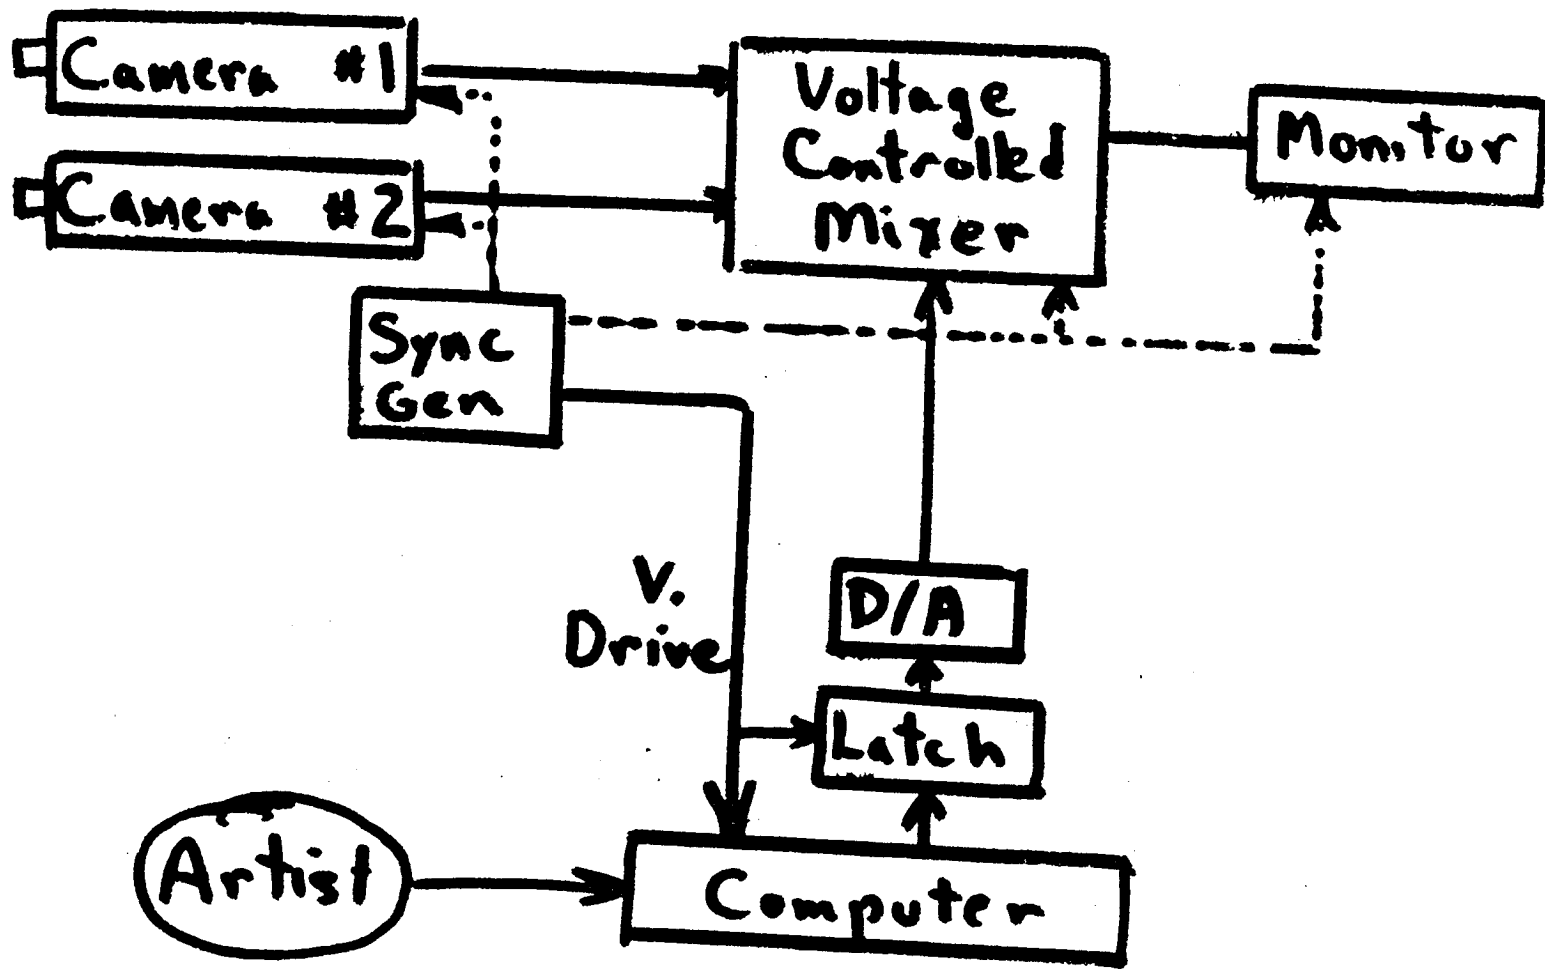 Camera #1
Camera #2
Voltage
Controlled
Mixer
Monitor
Sync
Gen
V.
Drive
D/A
Latch
Artist
Computer